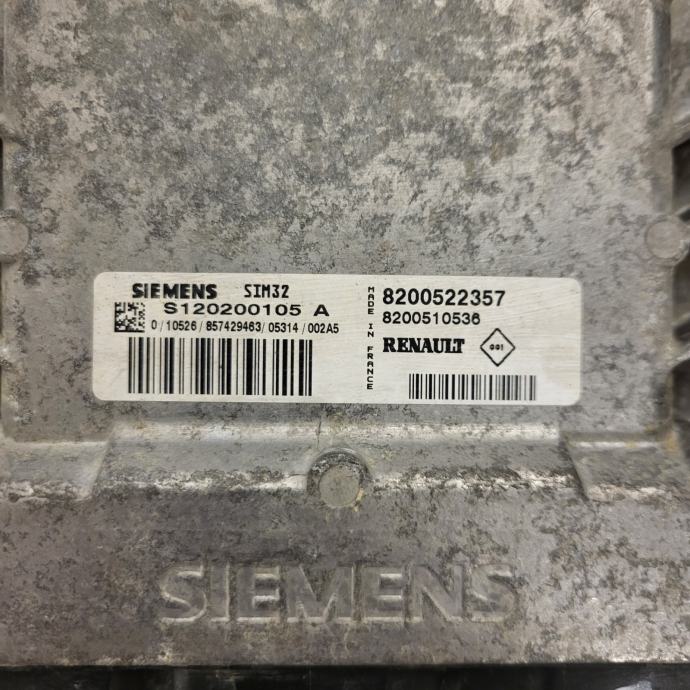 SIEMENS SIM32
S120200105 A
0/10526/857429463/05314/002A5
MADE IN FRANCE
8200522357
8200510536
RENAULT 001
SIEMENS